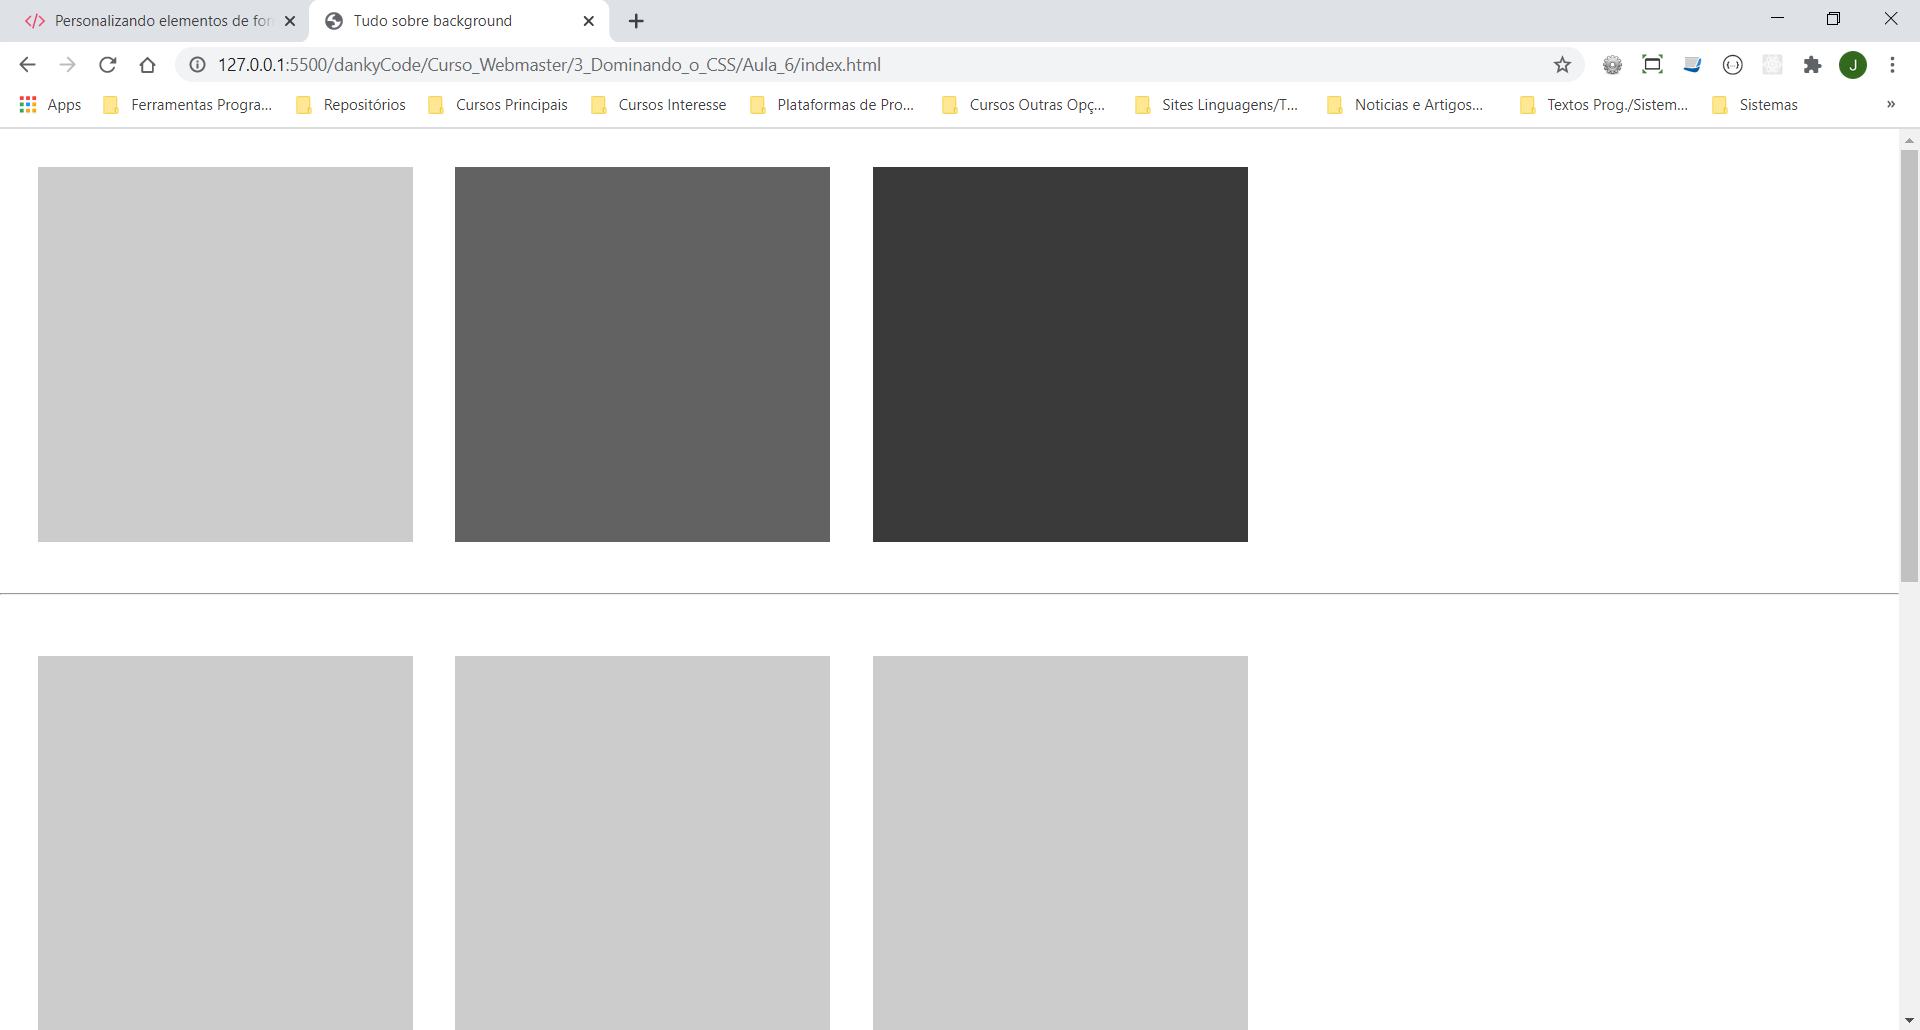 Personalizando elementos de for
Tudo sobre background
127.0.0.1:5500/dankyCode/Curso_Webmaster/3_Dominando_o_CSS/Aula_6/index.html
J
Apps
Ferramentas Progra...
Repositórios
Cursos Principais
Cursos Interesse
Plataformas de Pro...
Cursos Outras Opç...
Sites Linguagens/T...
Noticias e Artigos...
Textos Prog./Sistem...
Sistemas
»